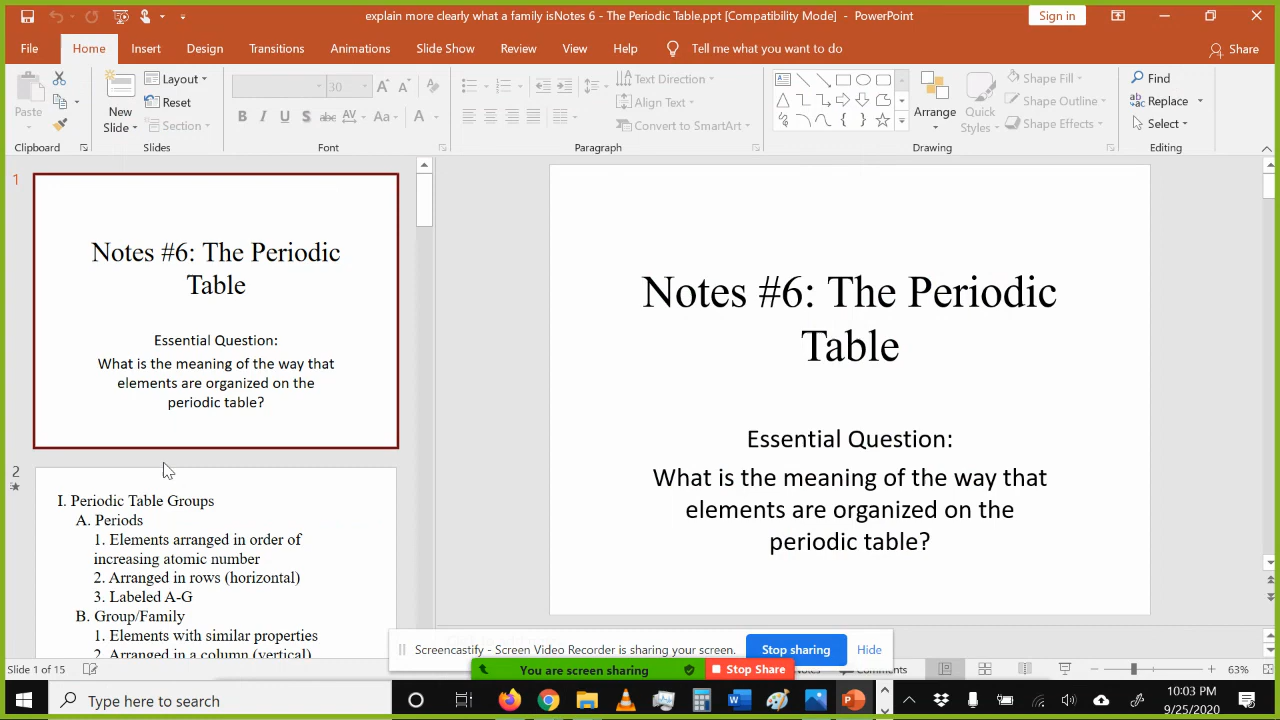 explain more clearly what a family isNotes 6 - The Periodic Table.ppt [Compatibility Mode] - PowerPoint
Sign in
File Home Insert Design Transitions Animations Slide Show Review View Help Tell me what you want to do Share
Paste
New Slide
Layout
Reset
Section
B I U S abc AV Aa A
Text Direction
Align Text
Convert to SmartArt
Arrange
Quick Styles
Shape Fill
Shape Outline
Shape Effects
Find
Replace
Select
Clipboard Slides Font Paragraph Drawing Editing
1
Notes #6: The Periodic
Table
Essential Question:
What is the meaning of the way that
elements are organized on the
periodic table?
2
I. Periodic Table Groups
A. Periods
1. Elements arranged in order of
increasing atomic number
2. Arranged in rows (horizontal)
3. Labeled A-G
B. Group/Family
1. Elements with similar properties
2. Arranged in a column (vertical)
Notes #6: The Periodic
Table
Essential Question:
What is the meaning of the way that
elements are organized on the
periodic table?
Screencastify - Screen Video Recorder is sharing your screen.
Stop sharing
Hide
You are screen sharing
Stop Share
Slide 1 of 15
Comments
63%
Type here to search
10:03 PM
9/25/2020